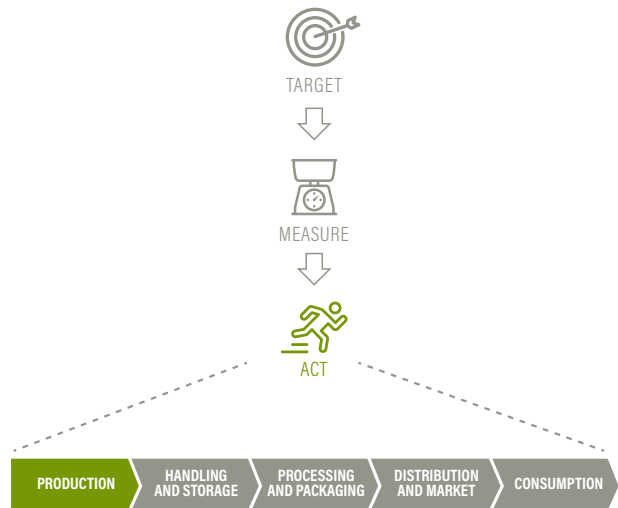 TARGET
MEASURE
ACT
PRODUCTION
HANDLING
AND STORAGE
PROCESSING
AND PACKAGING
DISTRIBUTION
AND MARKET
CONSUMPTION